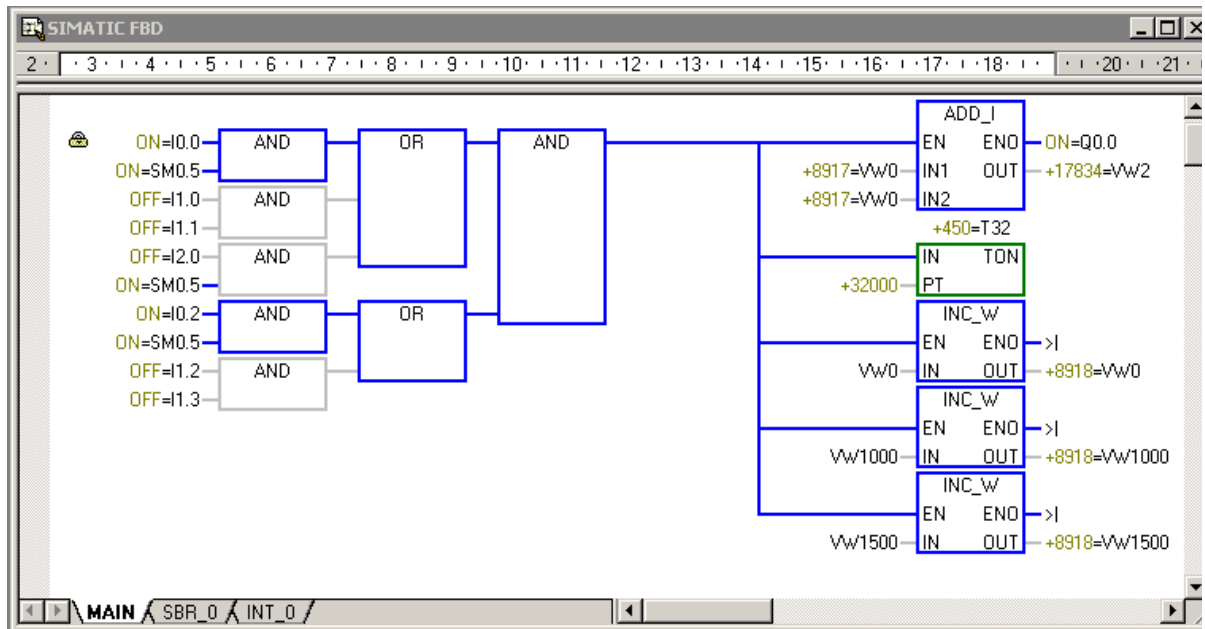 SIMATIC FBD
2 · · 3 · ı · 4 · ı · 5 · ı · 6 · ı · 7 · ı · 8 · ı · 9 · ı · 10 · ı · 11 · ı · 12 · ı · 13 · ı · 14 · ı · 15 · ı · 16 · ı · 17 · ı · 18 · ı · · ı · 20 · ı · 21 ·
ADD_I
ON=I0.0 AND OR AND EN ENO ON=Q0.0
ON=SM0.5 +8917=VW0 IN1 OUT +17834=VW2
OFF=I1.0 AND +8917=VW0 IN2
OFF=I1.1 +450=T32
OFF=I2.0 AND IN TON
ON=SM0.5 +32000 PT
ON=I0.2 AND OR INC_W
ON=SM0.5 EN ENO >|
OFF=I1.2 AND VW0 IN OUT +8918=VW0
OFF=I1.3 INC_W
EN ENO >|
VW1000 IN OUT +8918=VW1000
INC_W
EN ENO >|
VW1500 IN OUT +8918=VW1500
MAIN SBR_0 INT_0